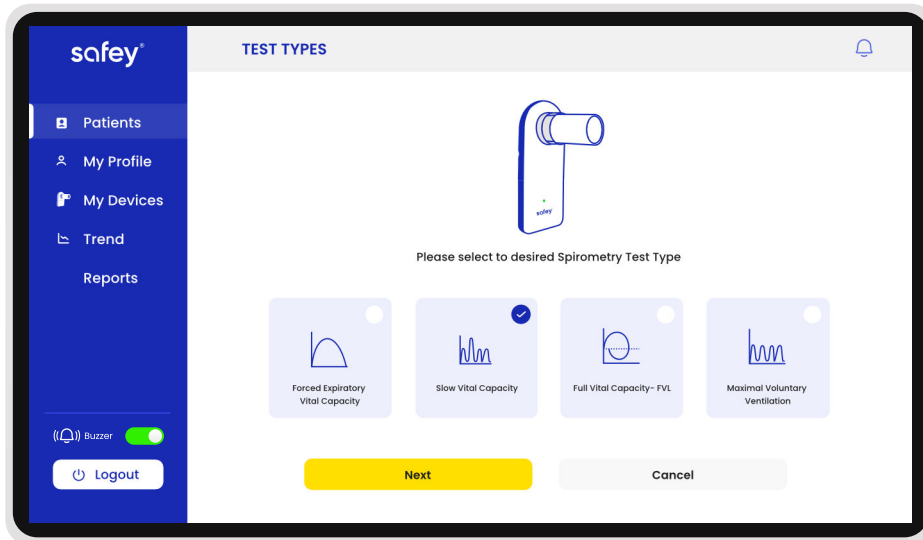 safey®
TEST TYPES
Patients
My Profile
My Devices
Trend
Reports
safey
Please select to desired Spirometry Test Type
Forced Expiratory
Vital Capacity
Slow Vital Capacity
Full Vital Capacity- FVL
Maximal Voluntary
Ventilation
Buzzer
Logout
Next
Cancel